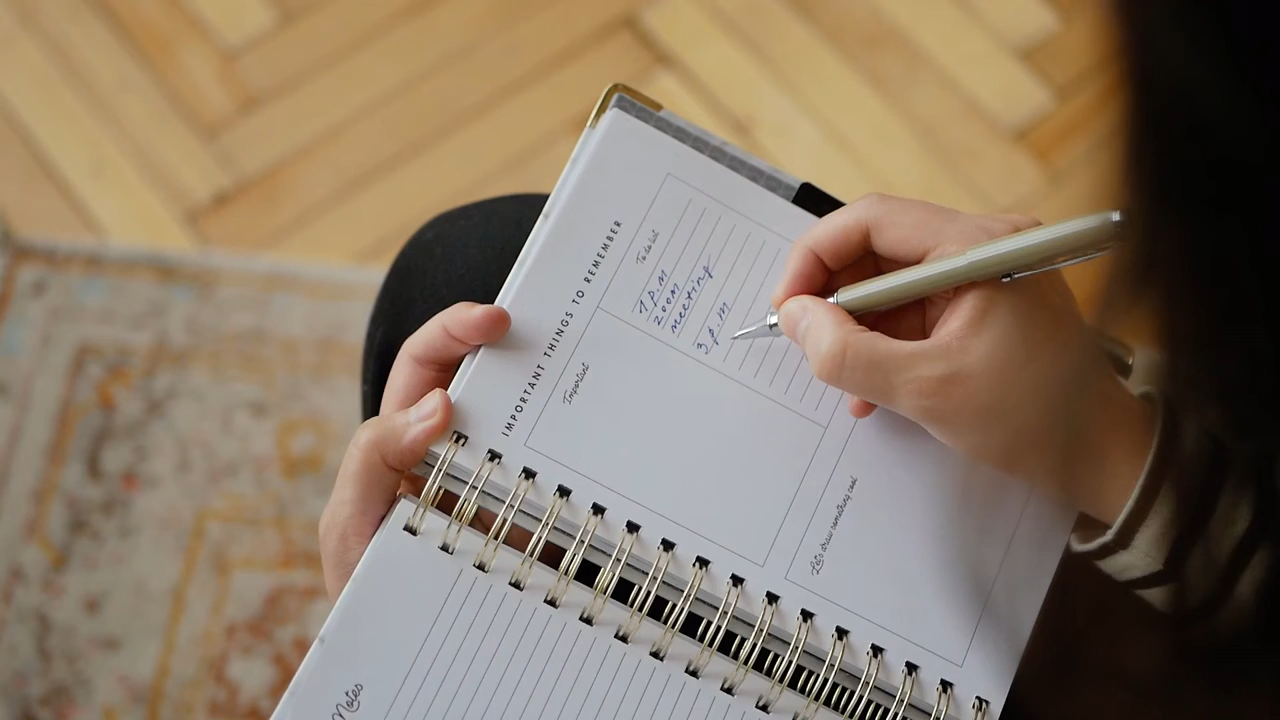 IMPORTANT THINGS TO REMEMBER
To do list
1 P.M
zoom
meeting
3 p.m
Important
Let's draw something cool
Notes